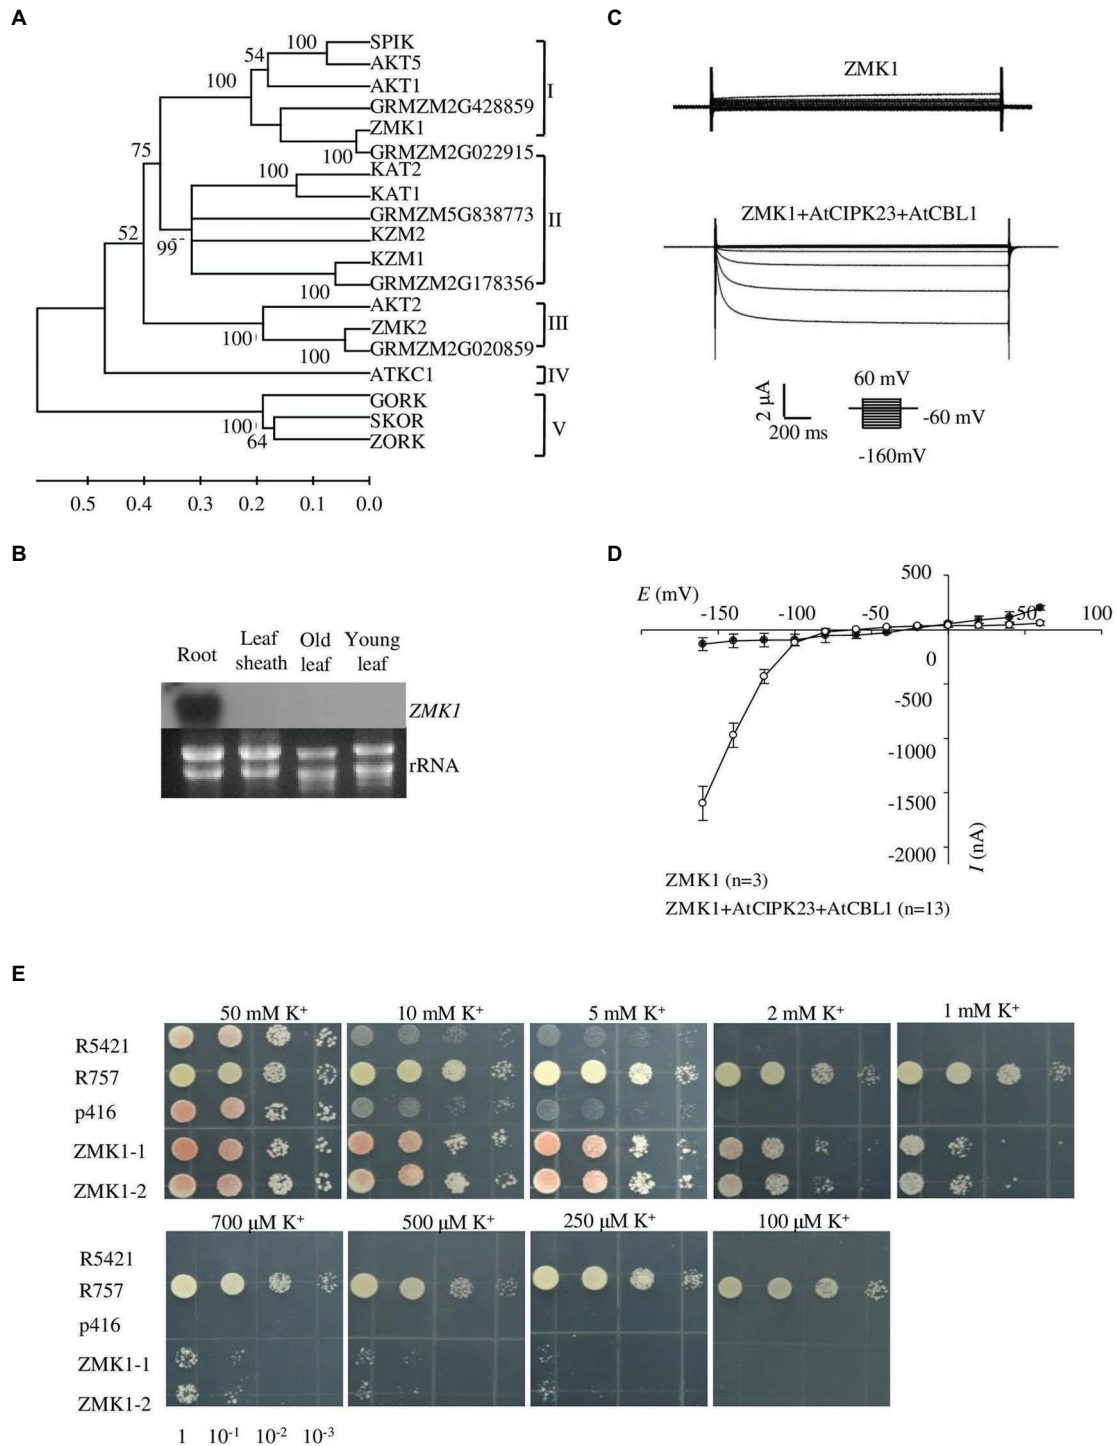 A
SPIK
100
54
AKT5
100
AKT1
I
GRMZM2G428859
ZMK1
100
GRMZM2G022915
75
KAT2
100
KAT1
GRMZM5G838773
II
52
99
KZM2
KZM1
100
GRMZM2G178356
AKT2
ZMK2
III
100
100
GRMZM2G020859
ATKC1
IV
GORK
100
SKOR
V
64
ZORK
0.5 0.4 0.3 0.2 0.1 0.0
B
Root
Leaf sheath
Old leaf
Young leaf
ZMK1
rRNA
C
ZMK1
ZMK1+AtCIPK23+AtCBL1
2 μA
200 ms
60 mV
-60 mV
-160mV
D
E (mV)
-150 -100 -50 50 100
500
0
-500
-1000
-1500
-2000
I (nA)
ZMK1 (n=3)
ZMK1+AtCIPK23+AtCBL1 (n=13)
E
50 mM K⁺ 10 mM K⁺ 5 mM K⁺ 2 mM K⁺ 1 mM K⁺
R5421
R757
p416
ZMK1-1
ZMK1-2
700 μM K⁺ 500 μM K⁺ 250 μM K⁺ 100 μM K⁺
R5421
R757
p416
ZMK1-1
ZMK1-2
1 10⁻¹ 10⁻² 10⁻³